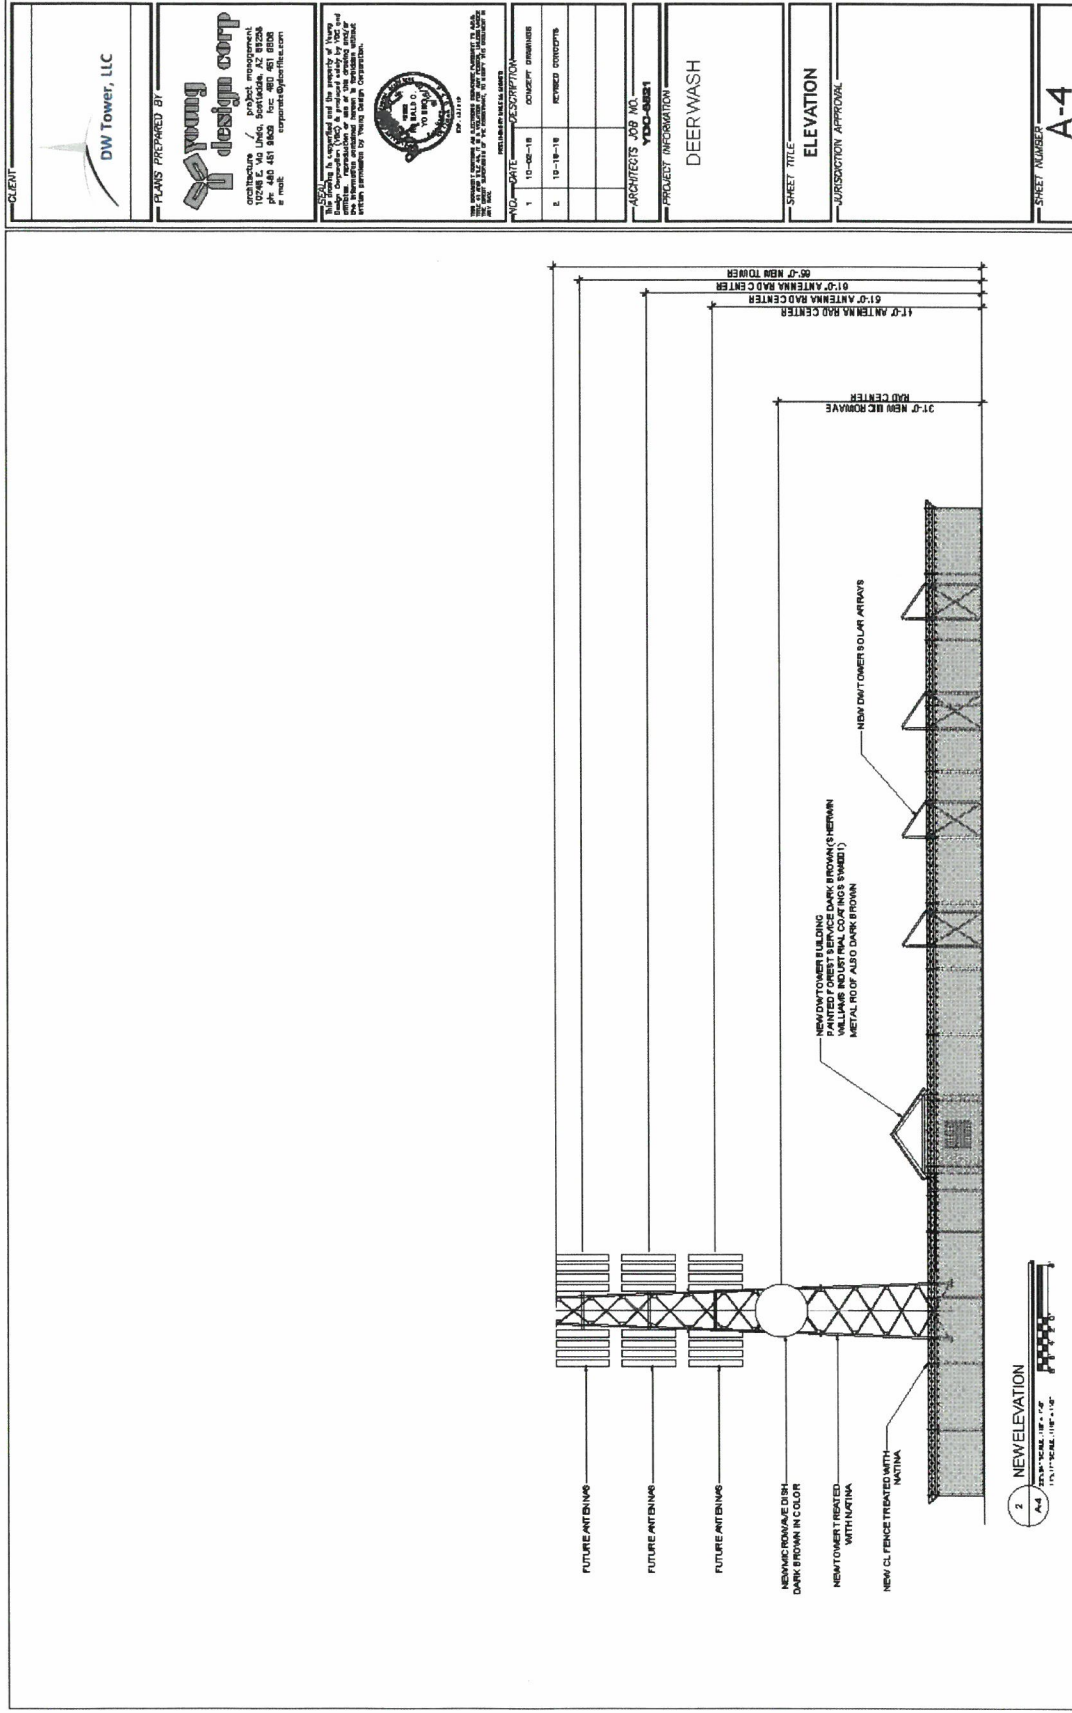 CLIENT
DW Tower, LLC
PLANS PREPARED BY
young
design corp
architecture / project management
10245 E. Via Linda, Scottsdale, AZ 85258
ph: 480 451 9609 fax: 480 451 9608
e mail: corporate@ydcoffice.com
SEAL
NO.
DATE
DESCRIPTION
1
10-02-18
CONCEPT DRAWINGS
2
10-18-18
REVISED CONCEPTS
ARCHITECTS JOB NO.
PROJECT INFORMATION
DEERWASH
SHEET TITLE
ELEVATION
JURISDICTION APPROVAL
SHEET NUMBER
A-4
65'-0" NEW TOWER
61'-0" ANTENNA RAD CENTER
51'-0" ANTENNA RAD CENTER
41'-0" ANTENNA RAD CENTER
31'-0" NEW MICROWAVE
RAD CENTER
FUTURE ANTENNAS
FUTURE ANTENNAS
FUTURE ANTENNAS
NEW MICROWAVE DISH
DARK BROWN IN COLOR
NEW TOWER TREATED
WITH NATINA
NEW CL FENCE TREATED WITH
NATINA
NEW DW TOWER BUILDING
PAINTED FOREST SERVICE DARK BROWN (SHERWIN
WILLIAMS INDUSTRIAL COATINGS
METAL ROOF ALSO DARK BROWN
NEW DW TOWER SOLAR ARRAYS
2
A-4
NEW ELEVATION